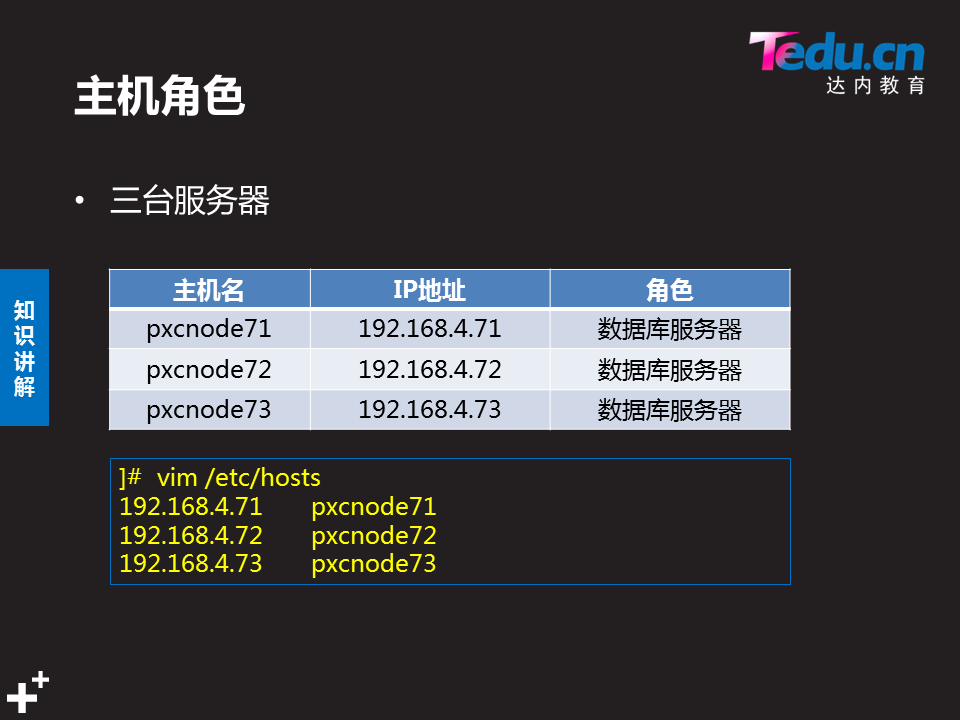 Tedu.cn
达内教育
主机角色
• 三台服务器
知识讲解
主机名 IP地址 角色
pxcnode71 192.168.4.71 数据库服务器
pxcnode72 192.168.4.72 数据库服务器
pxcnode73 192.168.4.73 数据库服务器
]# vim /etc/hosts
192.168.4.71 pxcnode71
192.168.4.72 pxcnode72
192.168.4.73 pxcnode73